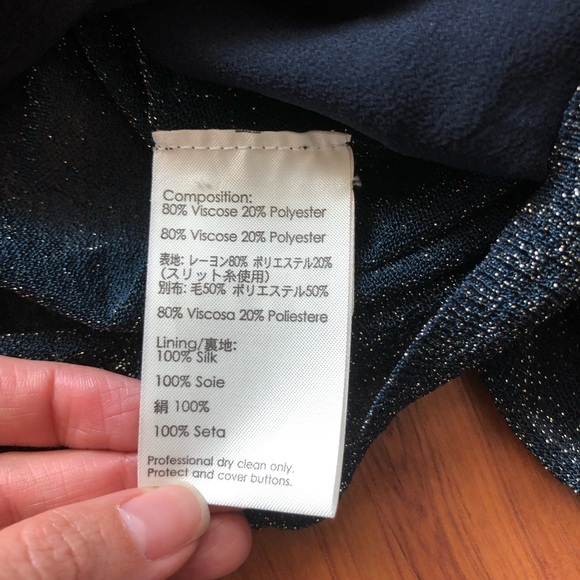 Composition:
80% Viscose 20% Polyester
80% Viscose 20% Polyester
表地: レーヨン80% ポリエステル20%
(スリット糸使用)
別布: 毛50% ポリエステル50%
80% Viscosa 20% Poliestere
Lining/裏地:
100% Silk
100% Soie
絹 100%
100% Seta
Professional dry clean only.
Protect and cover buttons.